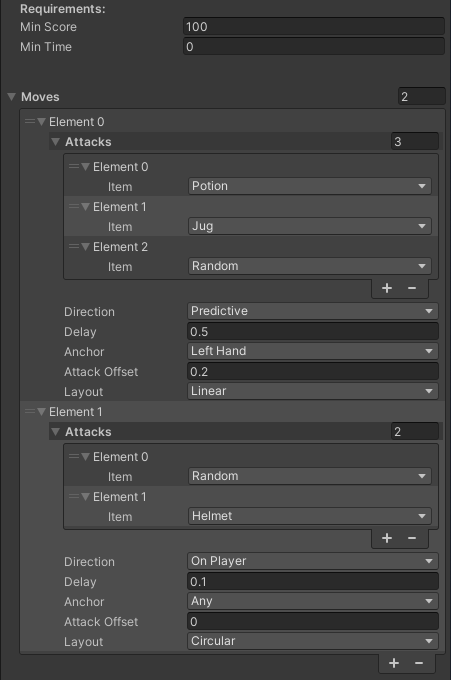 Requirements:
Min Score 100
Min Time 0
Moves 2
Element 0
Attacks 3
Element 0
Item Potion
Element 1
Item Jug
Element 2
Item Random
+ −
Direction Predictive
Delay 0.5
Anchor Left Hand
Attack Offset 0.2
Layout Linear
Element 1
Attacks 2
Element 0
Item Random
Element 1
Item Helmet
+ −
Direction On Player
Delay 0.1
Anchor Any
Attack Offset 0
Layout Circular
+ −